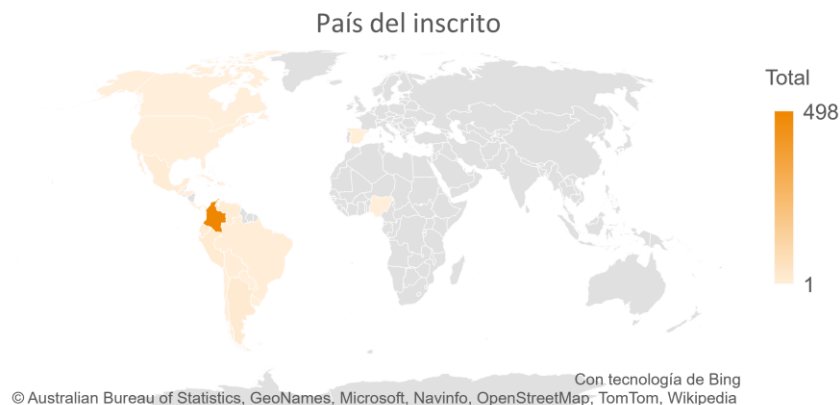 País del inscrito
Total
498
1
Con tecnología de Bing
© Australian Bureau of Statistics, GeoNames, Microsoft, Navinfo, OpenStreetMap, TomTom, Wikipedia